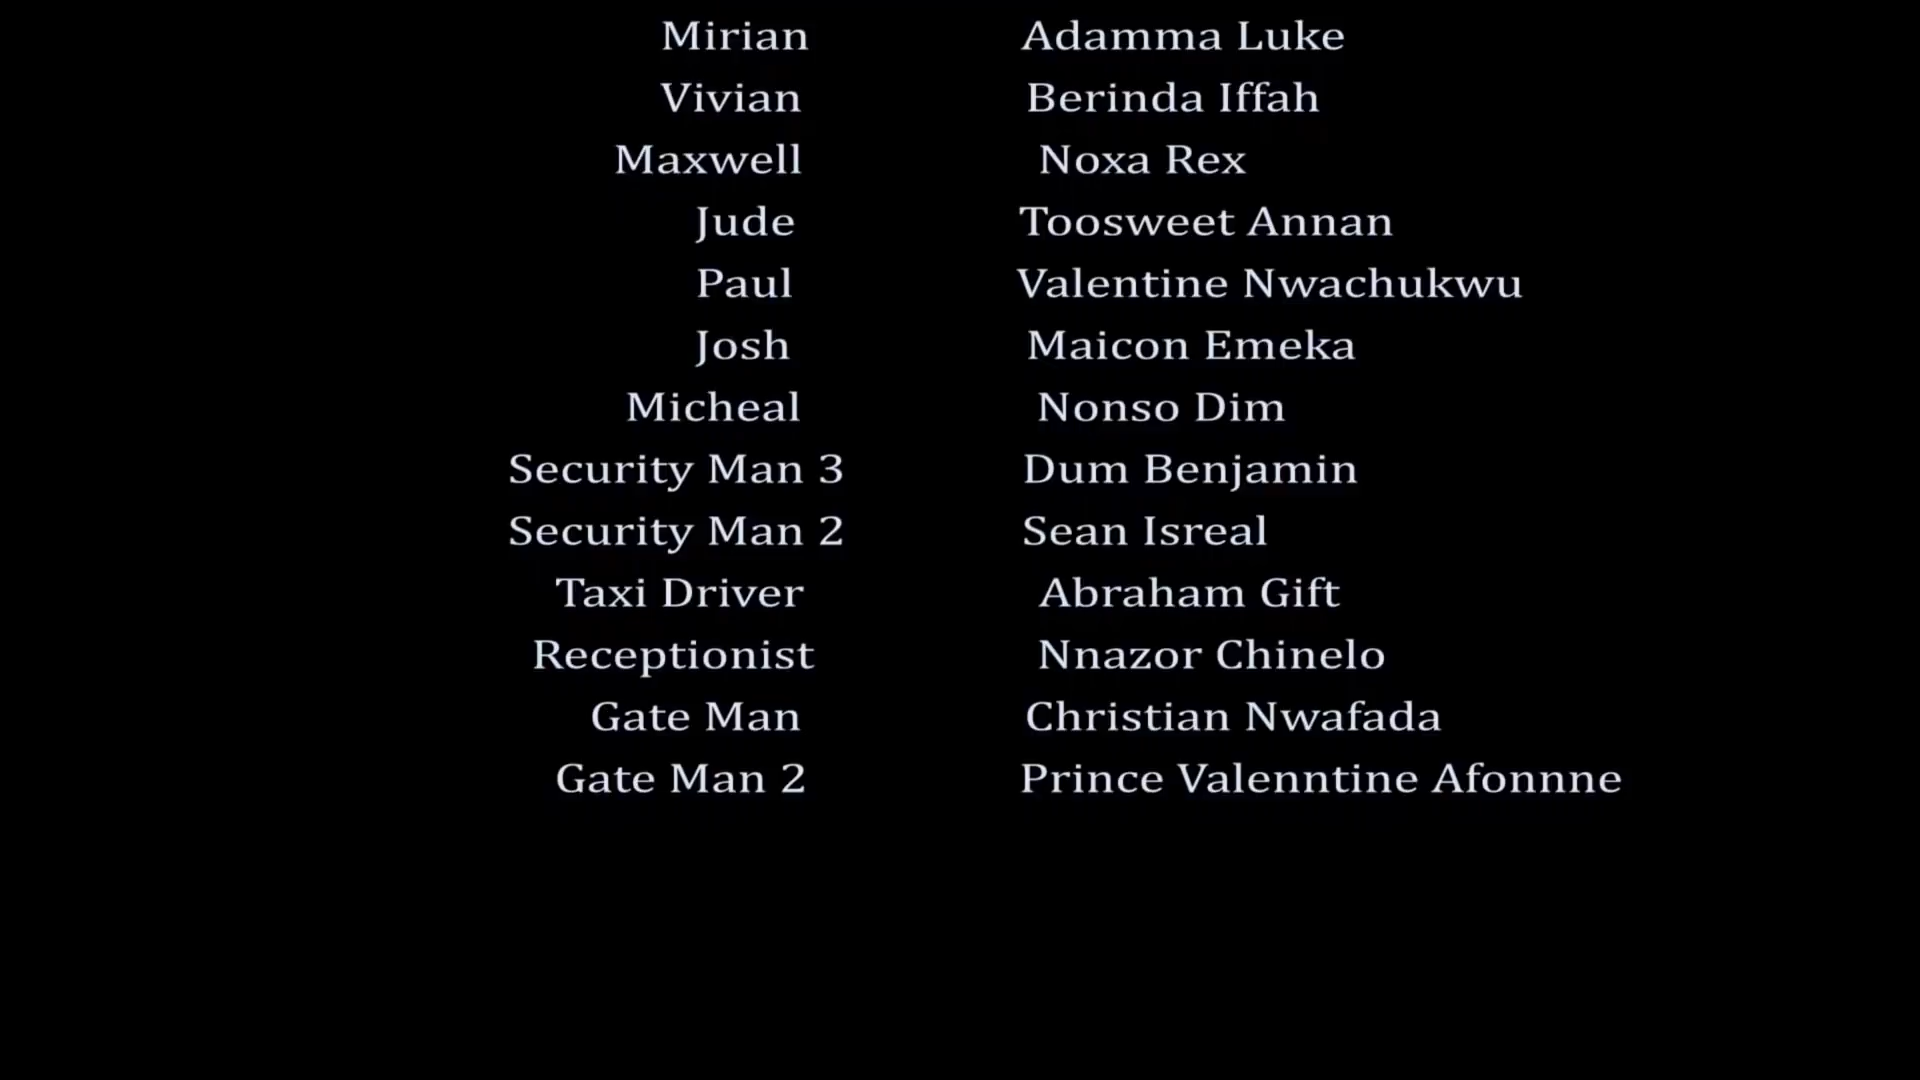 Mirian Adamma Luke
Vivian Berinda Iffah
Maxwell Noxa Rex
Jude Toosweet Annan
Paul Valentine Nwachukwu
Josh Maicon Emeka
Micheal Nonso Dim
Security Man 3 Dum Benjamin
Security Man 2 Sean Isreal
Taxi Driver Abraham Gift
Receptionist Nnazor Chinelo
Gate Man Christian Nwafada
Gate Man 2 Prince Valenntine Afonnne